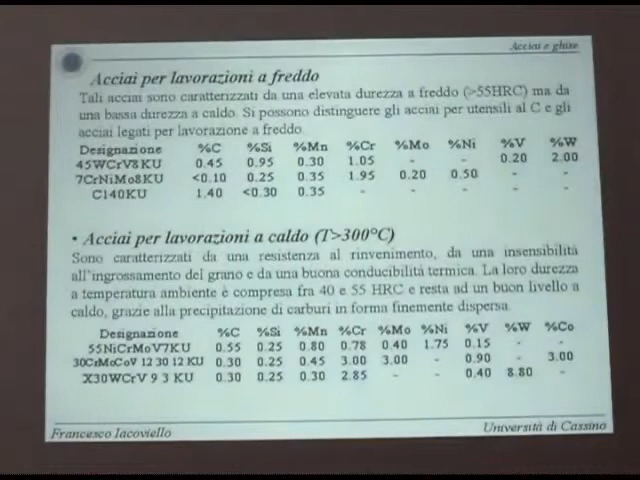 Acciai e ghise
Acciai per lavorazioni a freddo
Tali acciai sono caratterizzati da una elevata durezza a freddo (>55HRC) ma da
una bassa durezza a caldo. Si possono distinguere gli acciai per utensili al C e gli
acciai legati per lavorazione a freddo.
Designazione %C %Si %Mn %Cr %Mo %Ni %V %W
45WCrV8KU 0.45 0.95 0.30 1.05 - - 0.20 2.00
7CrNiMo8KU <0.10 0.25 0.35 1.95 0.20 0.50 - -
C140KU 1.40 <0.30 0.35 - - - - -
• Acciai per lavorazioni a caldo (T>300°C)
Sono caratterizzati da una resistenza al rinvenimento, da una insensibilità
all'ingrossamento del grano e da una buona conducibilità termica. La loro durezza
a temperatura ambiente è compresa fra 40 e 55 HRC e resta ad un buon livello a
caldo, grazie alla precipitazione di carburi in forma finemente dispersa.
Designazione %C %Si %Mn %Cr %Mo %Ni %V %W %Co
55NiCrMoV7KU 0.55 0.25 0.80 0.78 0.40 1.75 0.15 - -
30CrMoCoV 12 30 12 KU 0.30 0.25 0.45 3.00 3.00 - 0.90 - 3.00
X30WCrV 9 3 KU 0.30 0.25 0.30 2.85 - - 0.40 8.80 -
Francesco Iacoviello
Università di Cassino